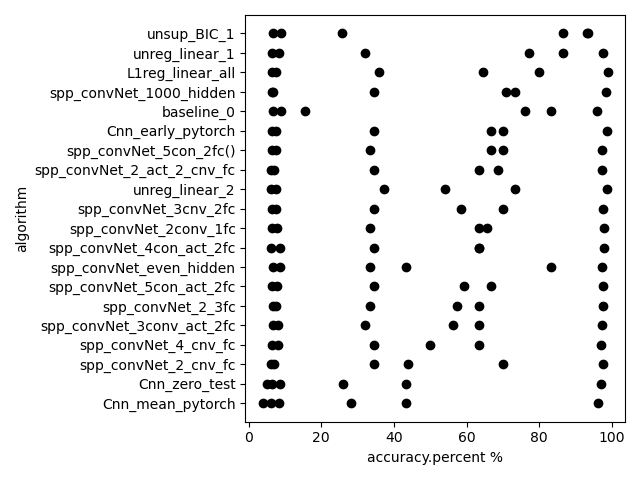 unsup_BIC_1
unreg_linear_1
L1reg_linear_all
spp_convNet_1000_hidden
baseline_0
Cnn_early_pytorch
spp_convNet_5con_2fc()
spp_convNet_2_act_2_cnv_fc
unreg_linear_2
spp_convNet_3cnv_2fc
spp_convNet_2conv_1fc
spp_convNet_4con_act_2fc
spp_convNet_even_hidden
spp_convNet_5con_act_2fc
spp_convNet_2_3fc
spp_convNet_3conv_act_2fc
spp_convNet_4_cnv_fc
spp_convNet_2_cnv_fc
Cnn_zero_test
Cnn_mean_pytorch
algorithm
0 20 40 60 80 100
accuracy.percent %